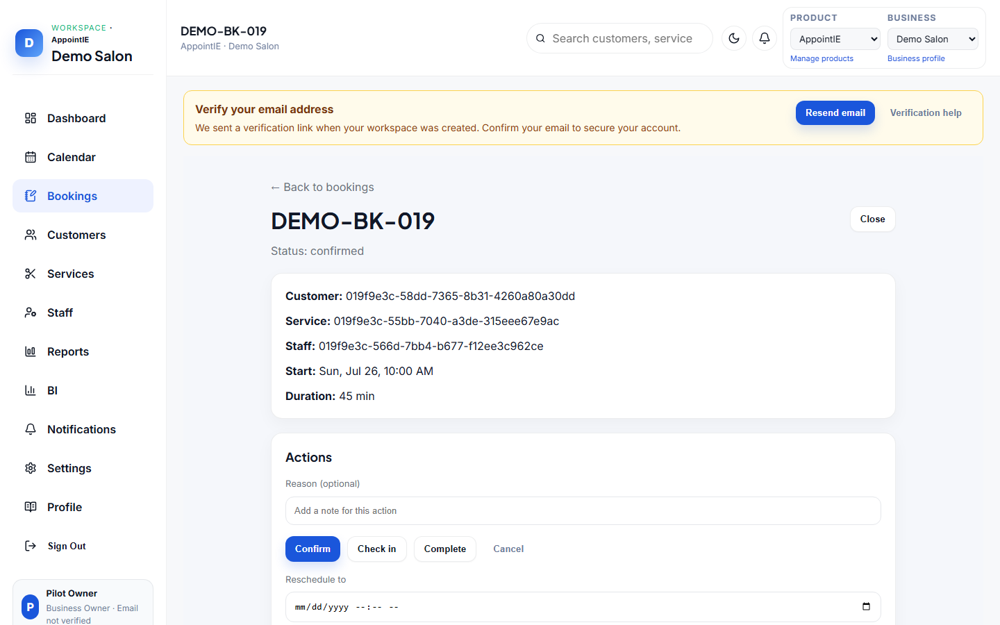 D
WORKSPACE ·
AppointIE
Demo Salon
DEMO-BK-019
AppointIE · Demo Salon
Search customers, service
PRODUCT
AppointIE
Manage products
BUSINESS
Demo Salon
Business profile
Dashboard
Calendar
Bookings
Customers
Services
Staff
Reports
BI
Notifications
Settings
Profile
Sign Out
P
Pilot Owner
Business Owner · Email
not verified
Verify your email address
We sent a verification link when your workspace was created. Confirm your email to secure your account.
Resend email
Verification help
← Back to bookings
DEMO-BK-019
Close
Status: confirmed
Customer: 019f9e3c-58dd-7365-8b31-4260a80a30dd
Service: 019f9e3c-55bb-7040-a3de-315eee67e9ac
Staff: 019f9e3c-566d-7bb4-b677-f12ee3c962ce
Start: Sun, Jul 26, 10:00 AM
Duration: 45 min
Actions
Reason (optional)
Add a note for this action
Confirm
Check in
Complete
Cancel
Reschedule to
mm/dd/yyyy --:-- --